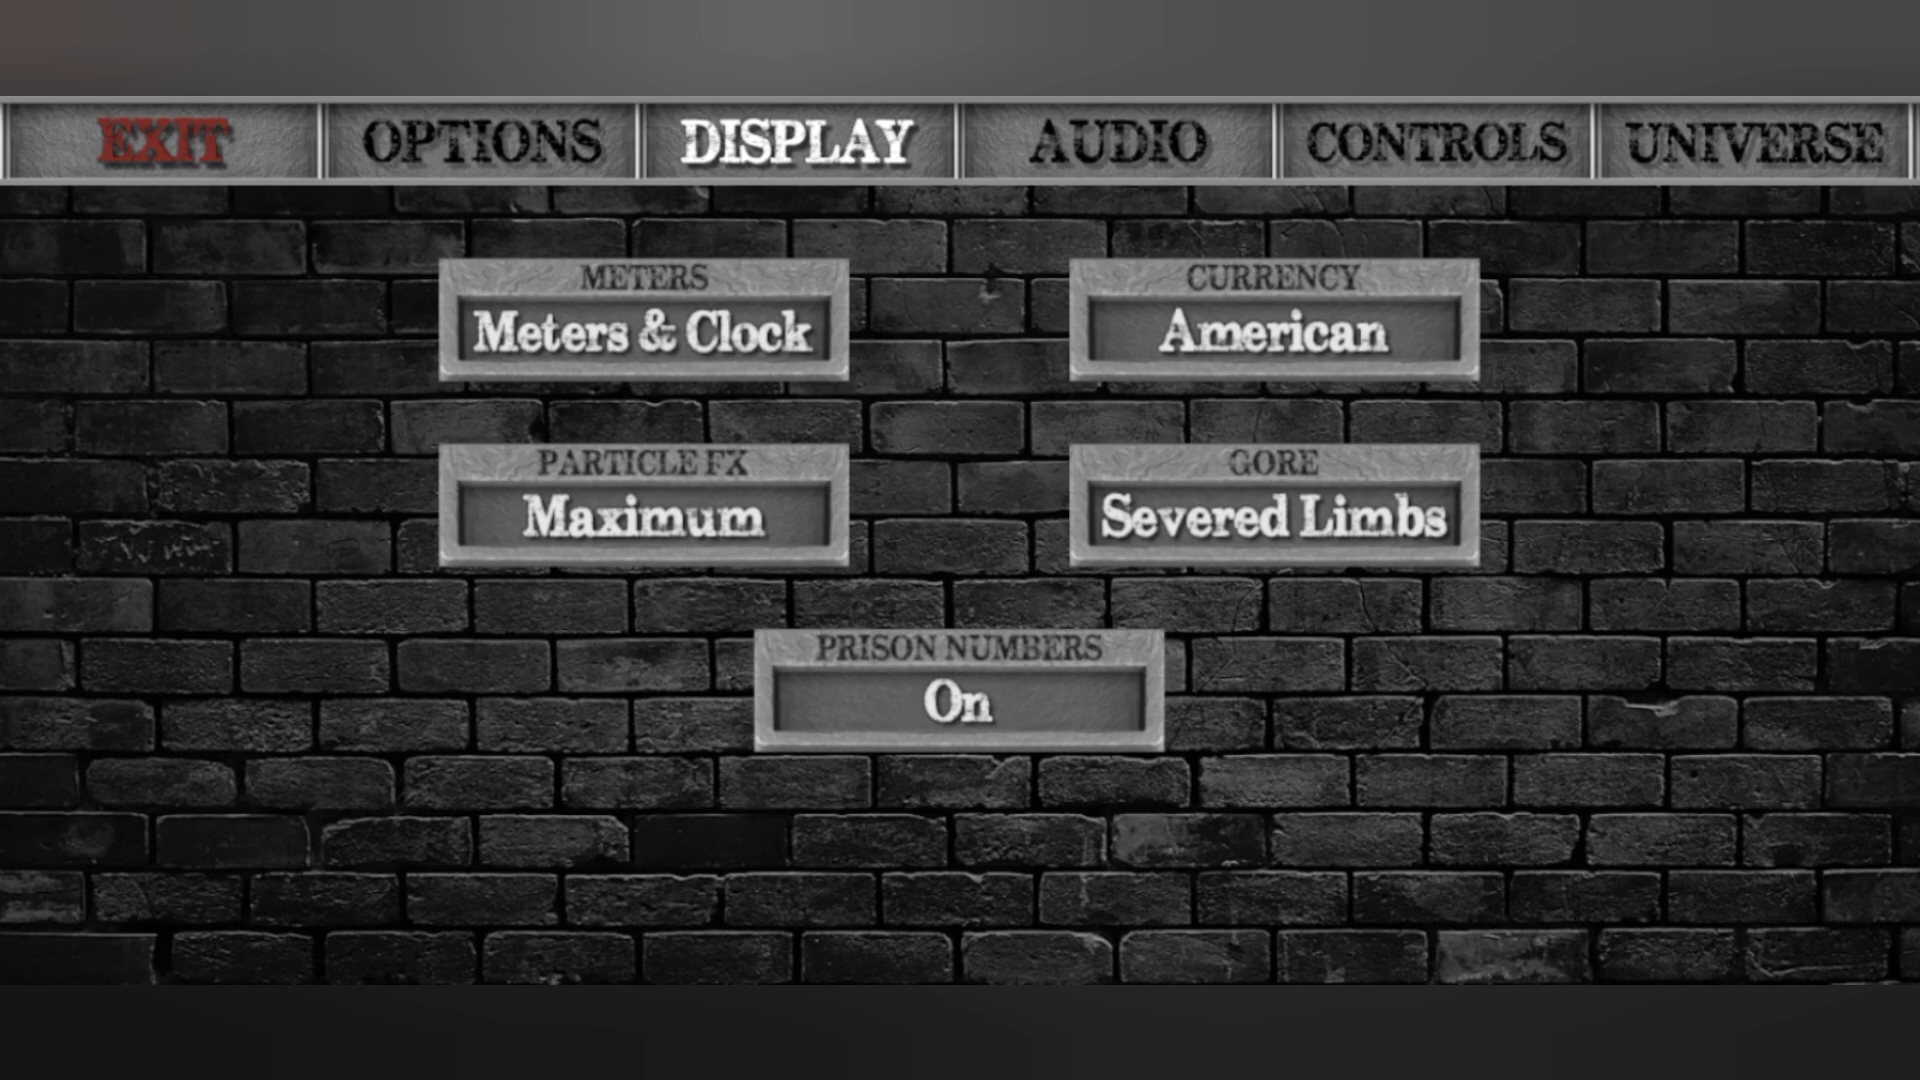 EXIT OPTIONS DISPLAY AUDIO CONTROLS UNIVERSE
METERS
Meters & Clock
CURRENCY
American
PARTICLE FX
Maximum
GORE
Severed Limbs
PRISON NUMBERS
On